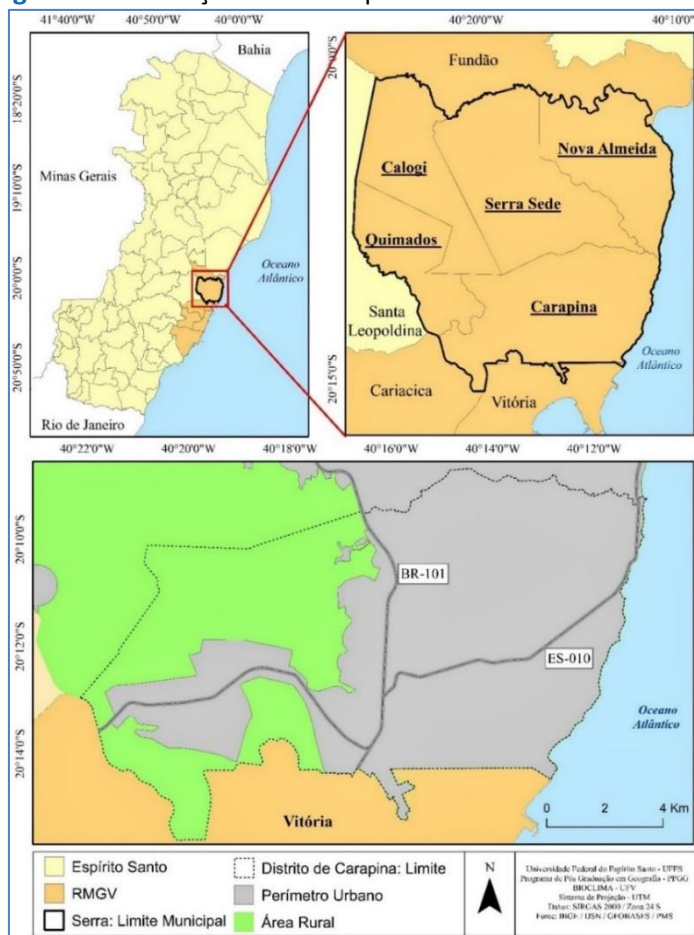 41°40'0"W 40°50'0"W 40°0'0"W
40°20'0"W 40°10'0"W
Bahia
18°20'0"S
Minas Gerais
19°10'0"S
Oceano
Atlântico
20°0'0"S
20°50'0"S
Rio de Janeiro
20°0'0"S
Fundão
Nova Almeida
Calogi
Serra Sede
Quimados
Carapina
Santa
Leopoldina
Oceano
Atlântico
20°15'0"S
Cariacica
Vitória
40°22'0"W 40°20'0"W 40°18'0"W 40°16'0"W 40°14'0"W 40°12'0"W
20°10'0"S
BR-101
20°12'0"S
ES-010
Oceano
Atlântico
20°14'0"S
Vitória
0 2 4 Km
Espírito Santo
RMGV
Serra: Limite Municipal
Distrito de Carapina: Limite
Perímetro Urbano
Área Rural
N
Universidade Federal do Espírito Santo - UFES
Programa de Pós Graduação em Geografia - PPGG
BIOCLIMA - UFV
Sistema de Projeção - UTM
Datum: SIRGAS 2000 / Zona 24 S
Fonte: IBGE / IJSN / GEOBASES / PMS